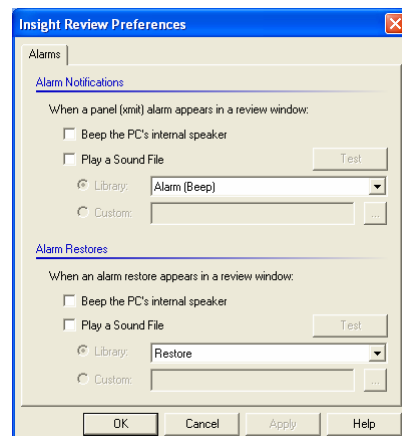 Insight Review Preferences
Alarms
Alarm Notifications
When a panel (xmit) alarm appears in a review window:
Beep the PC's internal speaker
Play a Sound File
Test
Library:
Alarm (Beep)
Custom:
...
Alarm Restores
When an alarm restore appears in a review window:
Beep the PC's internal speaker
Play a Sound File
Test
Library:
Restore
Custom:
...
OK
Cancel
Apply
Help